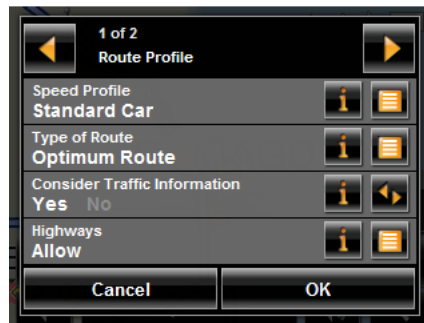 1 of 2
Route Profile
Speed Profile
Standard Car
Type of Route
Optimum Route
Consider Traffic Information
Yes No
Highways
Allow
Cancel OK